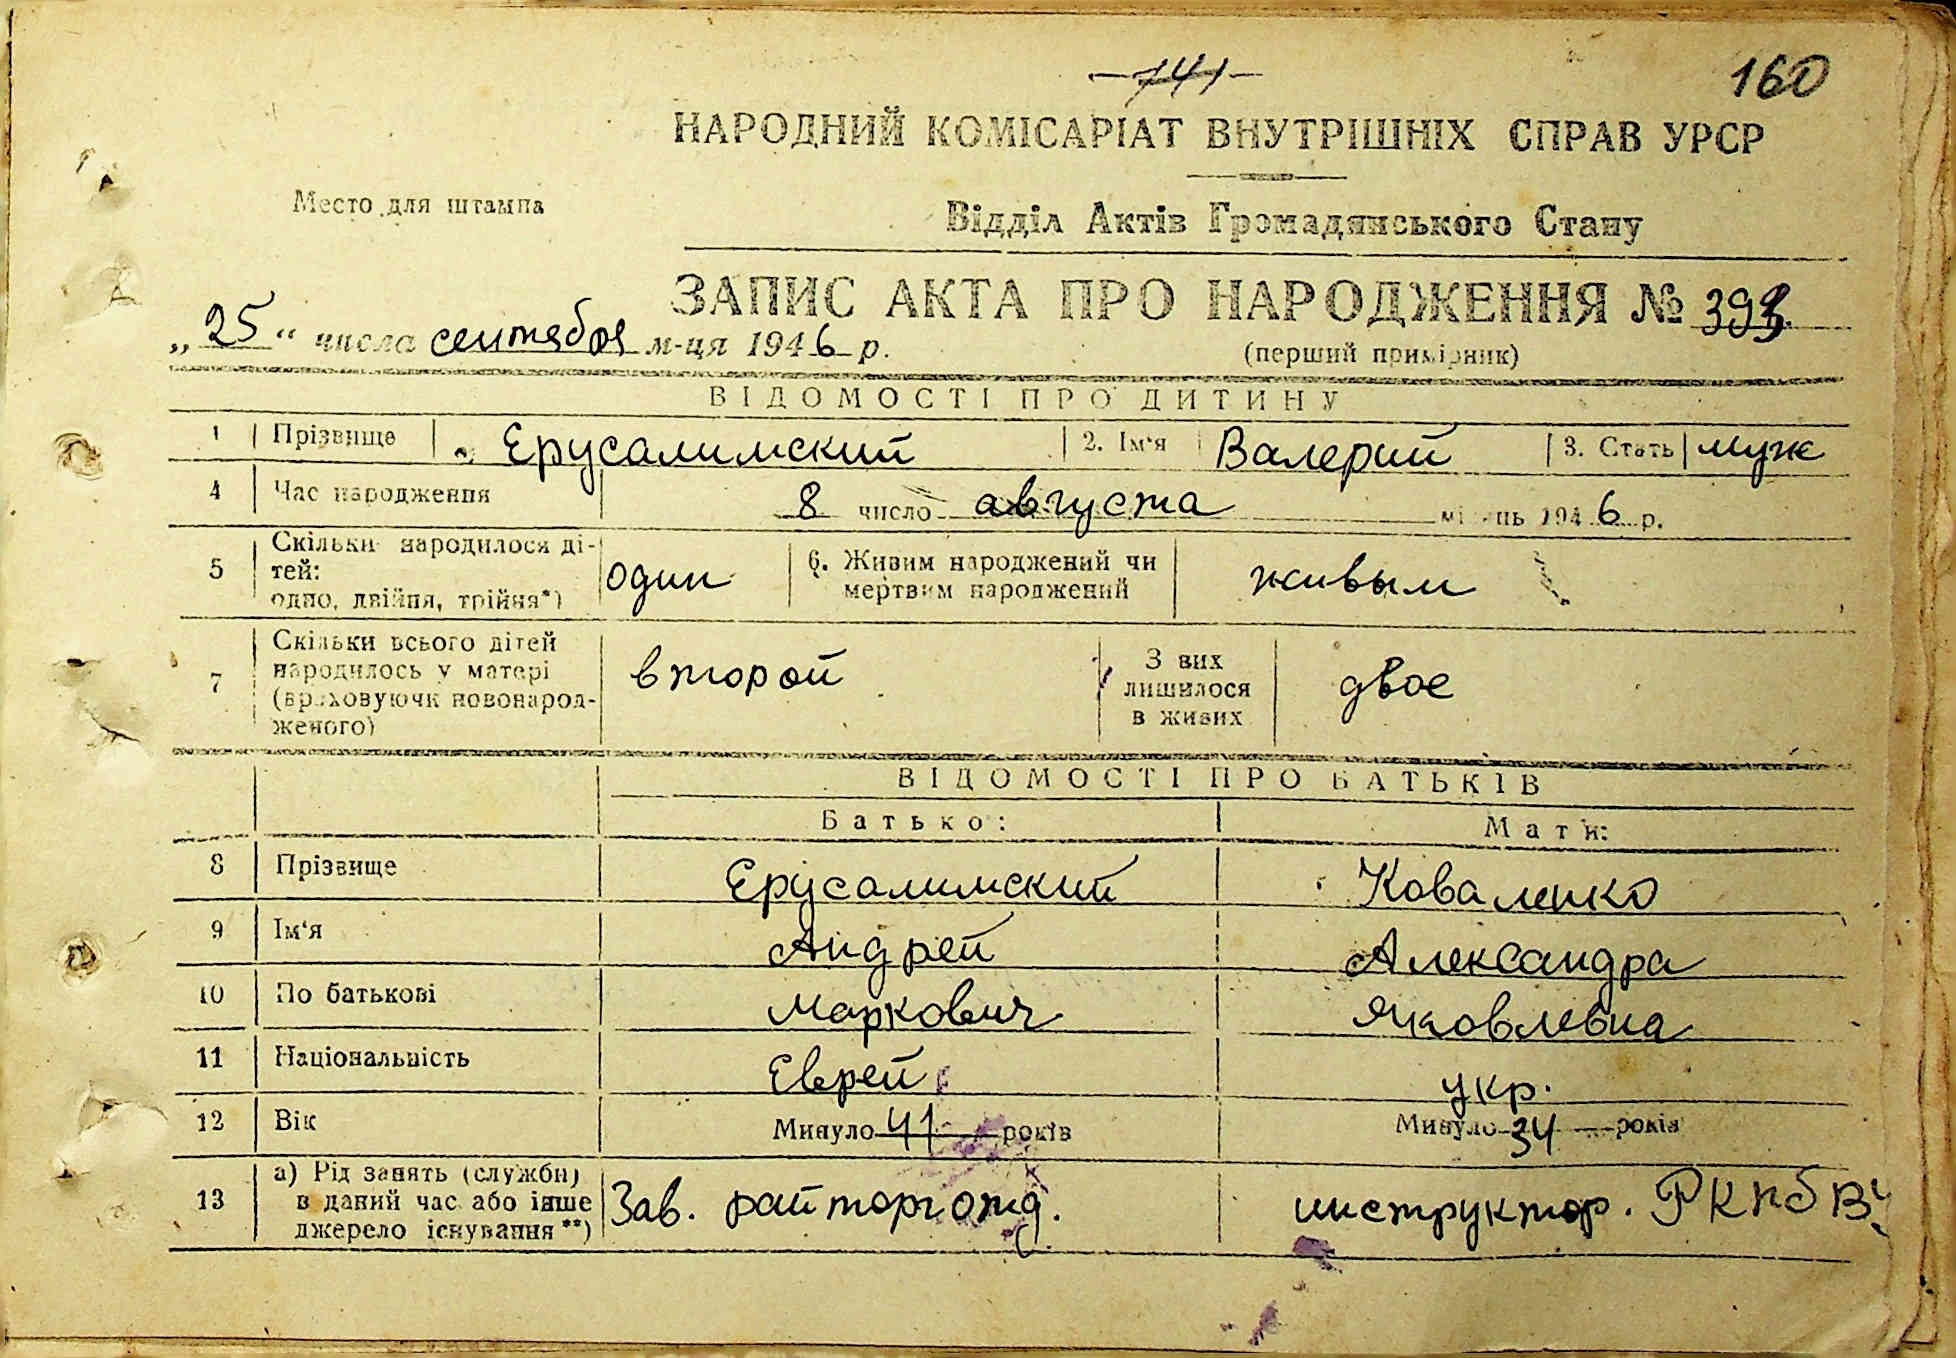 741
160
НАРОДНИЙ КОМІСАРІАТ ВНУТРІШНІХ СПРАВ УРСР
Место для штампа
Відділ Актів Громадянського Стану
ЗАПИС АКТА ПРО НАРОДЖЕННЯ №
„25“ числа сентября м-ця 1946 р.
(перший примірник)
ВІДОМОСТІ ПРО ДИТИНУ
1 Прізвище Ерусалимский 2. Ім‘я Валерий 3. Стать муж
4 Час народження 8 число августа місяць 1946 р.
5 Скільки народилося ді-
тей:
одно, двійня, трійня*) один 6. Живим народжений чи
мертвим народжений живым
7 Скільки всього дітей
народилось у матері
(враховуючи новонарод-
женого) второй З них
лишилося
в живих двое
ВІДОМОСТІ ПРО БАТЬКІВ
Батько: Мати:
8 Прізвище Ерусалимский Коваленко
9 Ім‘я Андрей Александра
10 По батькові Маркович Яковлевна
11 Національність Еврей укр.
12 Вік Минуло 41 років Минуло 34 років
13 а) Рід занять (служби)
в даний час або інше
джерело існування **) Зав. райторготд. инструктор.